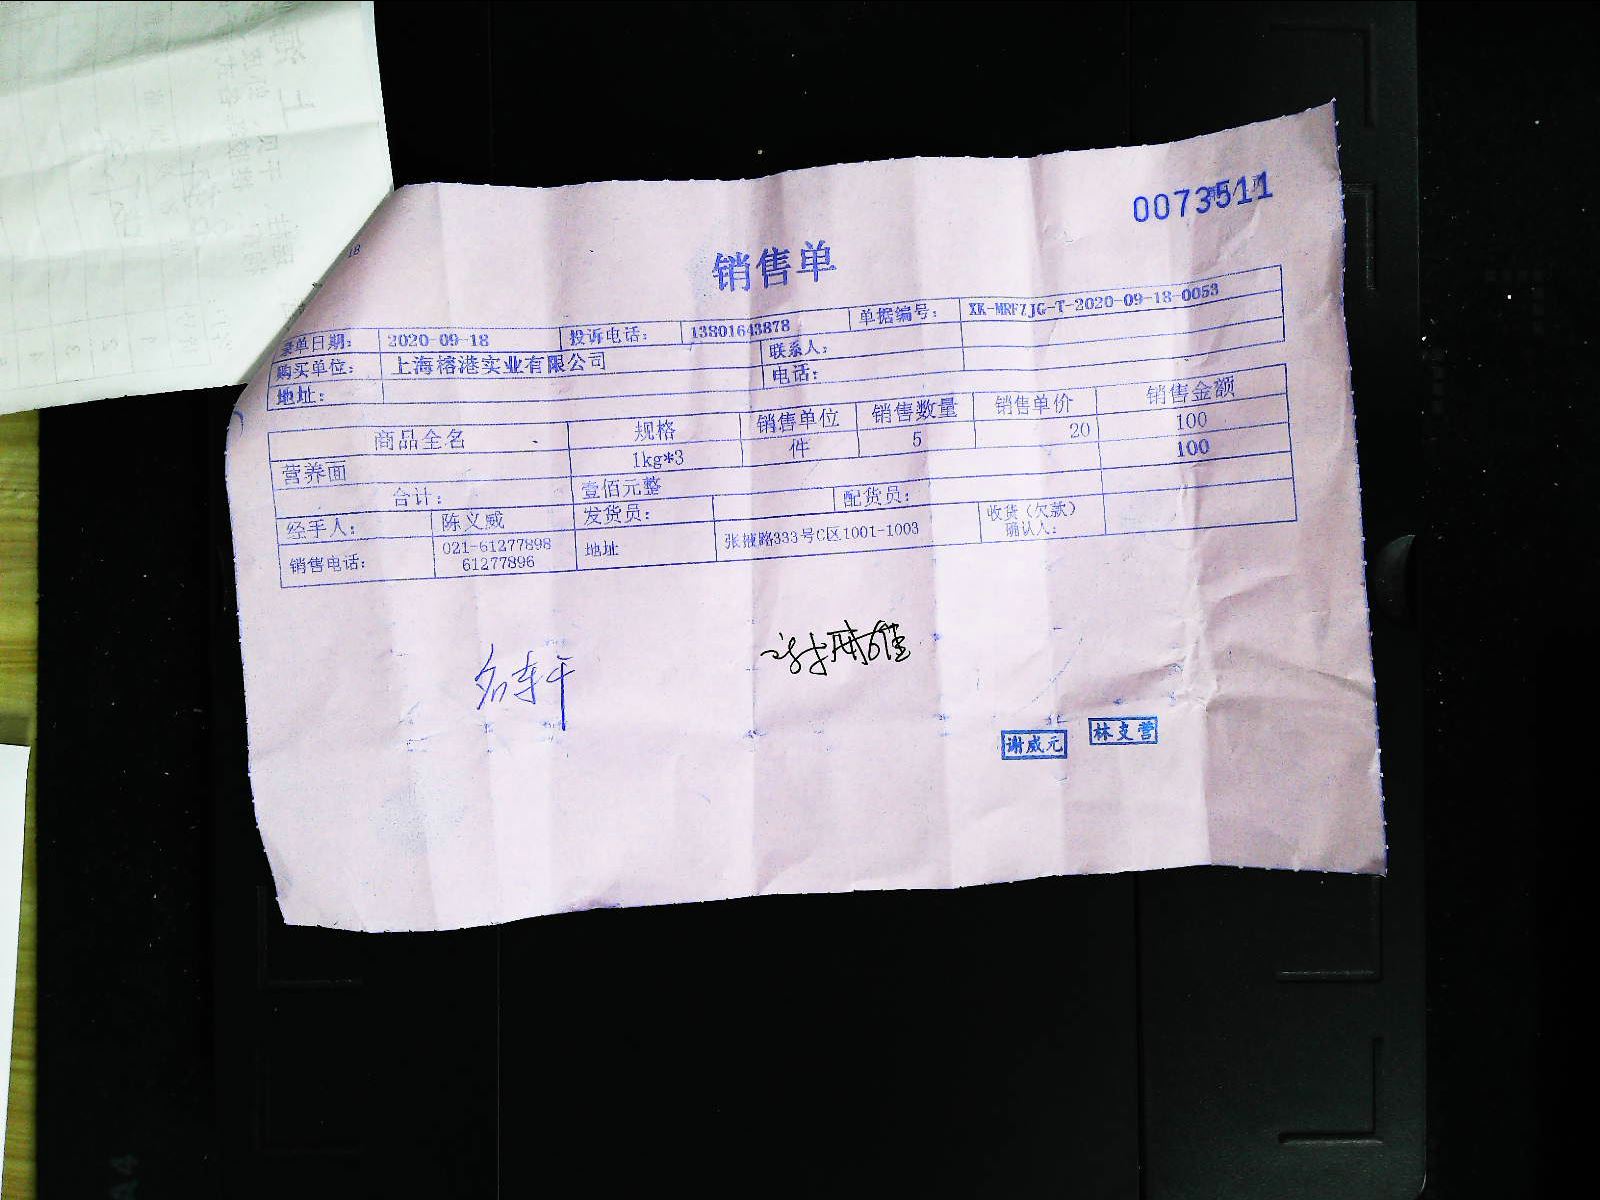 0073511
销售单
录单日期： 2020-09-18 投诉电话： 13801643878 单据编号： XK-MRFZJG-T-2020-09-18-0053
购买单位： 上海榕港实业有限公司 联系人：
地址： 电话：
商品全名 规格 销售单位 销售数量 销售单价 销售金额
营养面 1kg*3 件 5 20 100
合计： 壹佰元整 100
经手人： 陈义威 发货员： 配货员：
销售电话： 021-61277898 地址 张掖路333号C区1001-1003 收货(欠款)
61277896 确认人：
谢威元 林支营